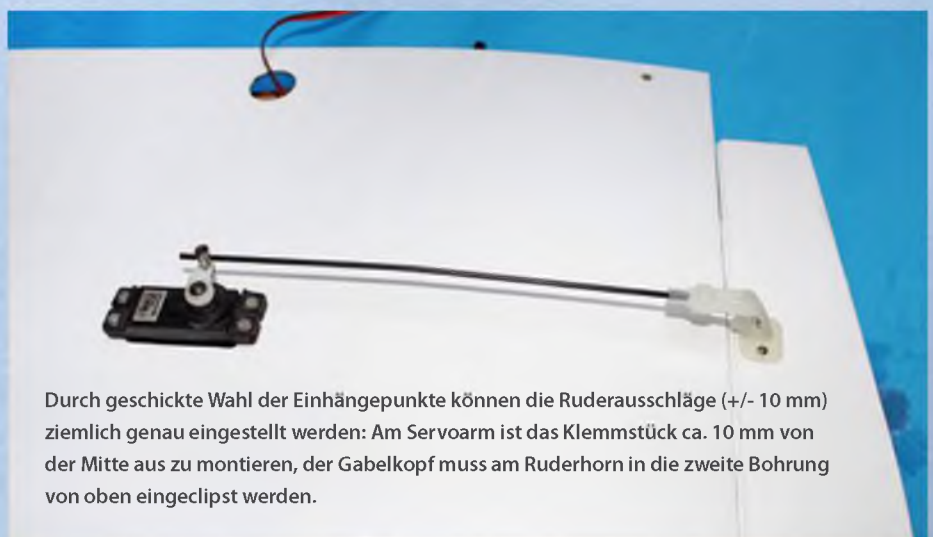 Durch geschickte Wahl der Einhängepunkte können die Ruderausschläge (+/- 10 mm)
ziemlich genau eingestellt werden: Am Servoarm ist das Klemmstück ca. 10 mm von
der Mitte aus zu montieren, der Gabelkopf muss am Ruderhorn in die zweite Bohrung
von oben eingeclipst werden.